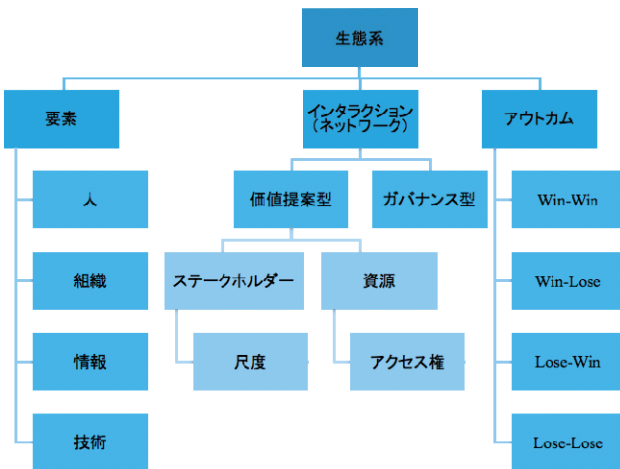 生態系
要素
インタラクション
(ネットワーク)
アウトカム
人
価値提案型
ガバナンス型
Win-Win
組織
ステークホルダー
資源
Win-Lose
情報
尺度
アクセス権
Lose-Win
技術
Lose-Lose